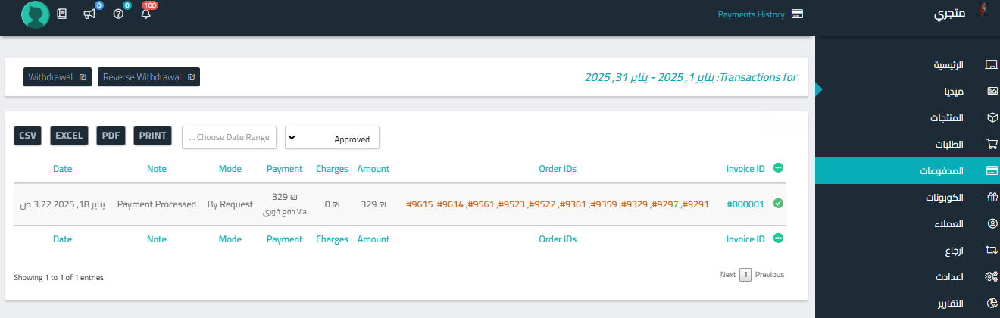 متجري
Payments History
100
0
0
الرئيسية
ميديا
المنتجات
الطلبات
المدفوعات
الكوبونات
العملاء
ارجاع
اعدادت
التقارير
Transactions for: يناير 1, 2025 - يناير 31, 2025
Reverse Withdrawal ₪
Withdrawal ₪
CSV EXCEL PDF PRINT Choose Date Range ... Approved
Date Note Mode Payment Charges Amount Order IDs Invoice ID
يناير 18, 2025 3:22 ص Payment Processed By Request 329 ₪ 0 ₪ 329 ₪ #9615 ,#9614 ,#9561 ,#9523 ,#9522 ,#9361 ,#9359 ,#9329 ,#9297 ,#9291 #000001
Via دفع فوري
Date Note Mode Payment Charges Amount Order IDs Invoice ID
Showing 1 to 1 of 1 entries
Next 1 Previous